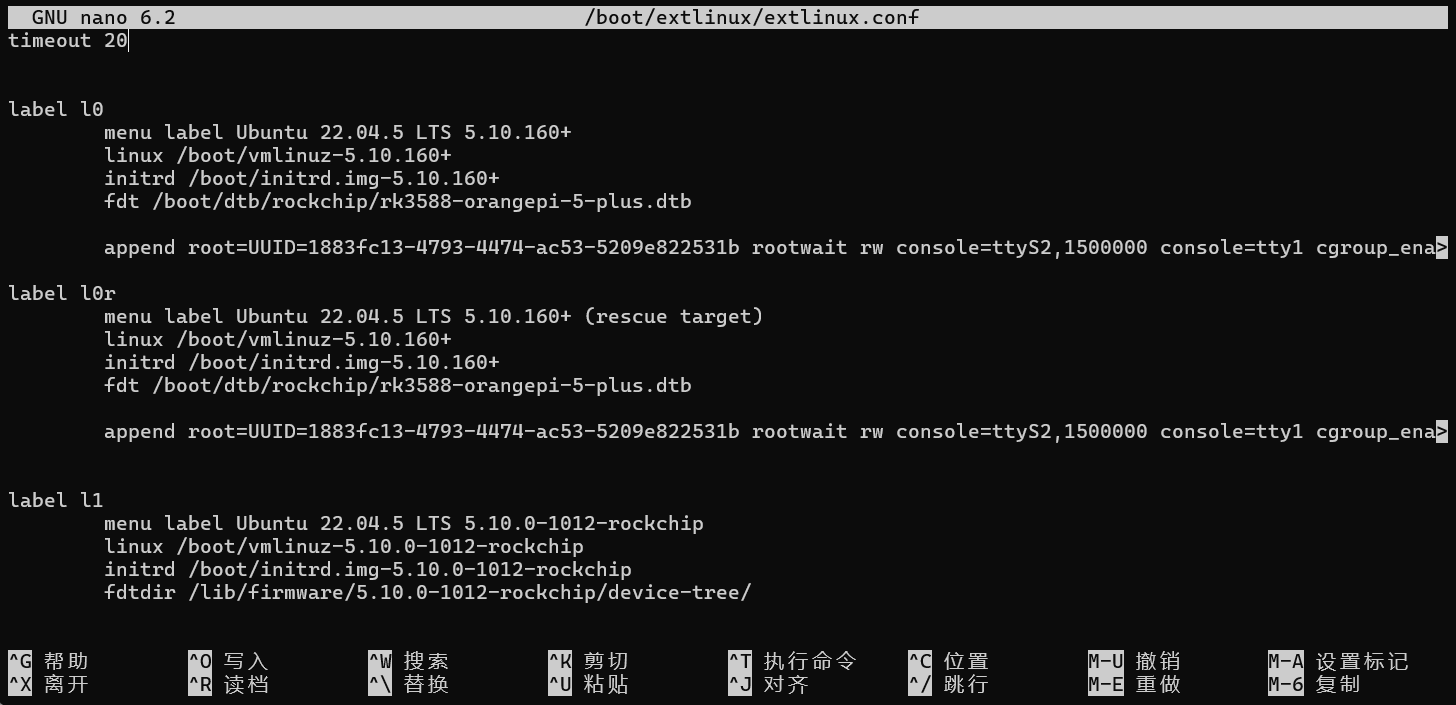 GNU nano 6.2 /boot/extlinux/extlinux.conf
timeout 20
label l0
menu label Ubuntu 22.04.5 LTS 5.10.160+
linux /boot/vmlinuz-5.10.160+
initrd /boot/initrd.img-5.10.160+
fdt /boot/dtb/rockchip/rk3588-orangepi-5-plus.dtb
append root=UUID=1883fc13-4793-4474-ac53-5209e822531b rootwait rw console=ttyS2,1500000 console=tty1 cgroup_ena>
label l0r
menu label Ubuntu 22.04.5 LTS 5.10.160+ (rescue target)
linux /boot/vmlinuz-5.10.160+
initrd /boot/initrd.img-5.10.160+
fdt /boot/dtb/rockchip/rk3588-orangepi-5-plus.dtb
append root=UUID=1883fc13-4793-4474-ac53-5209e822531b rootwait rw console=ttyS2,1500000 console=tty1 cgroup_ena>
label l1
menu label Ubuntu 22.04.5 LTS 5.10.0-1012-rockchip
linux /boot/vmlinuz-5.10.0-1012-rockchip
initrd /boot/initrd.img-5.10.0-1012-rockchip
fdtdir /lib/firmware/5.10.0-1012-rockchip/device-tree/
^G 帮助 ^O 写入 ^W 搜索 ^K 剪切 ^T 执行命令 ^C 位置 M-U 撤销 M-A 设置标记
^X 离开 ^R 读档 ^\ 替换 ^U 粘贴 ^J 对齐 ^/ 跳行 M-E 重做 M-6 复制